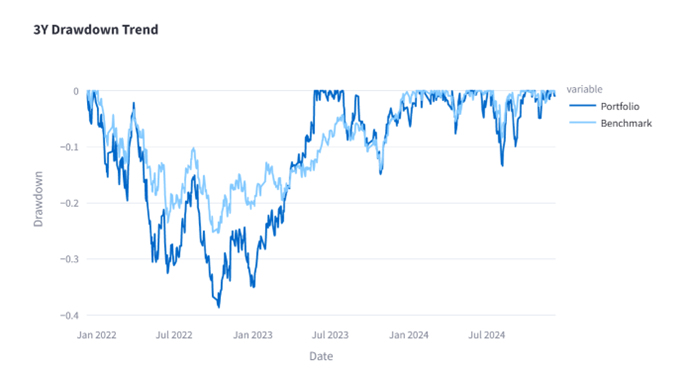 3Y Drawdown Trend
variable
Portfolio
Benchmark
0
−0.1
−0.2
−0.3
−0.4
Drawdown
Jan 2022
Jul 2022
Jan 2023
Jul 2023
Jan 2024
Jul 2024
Date